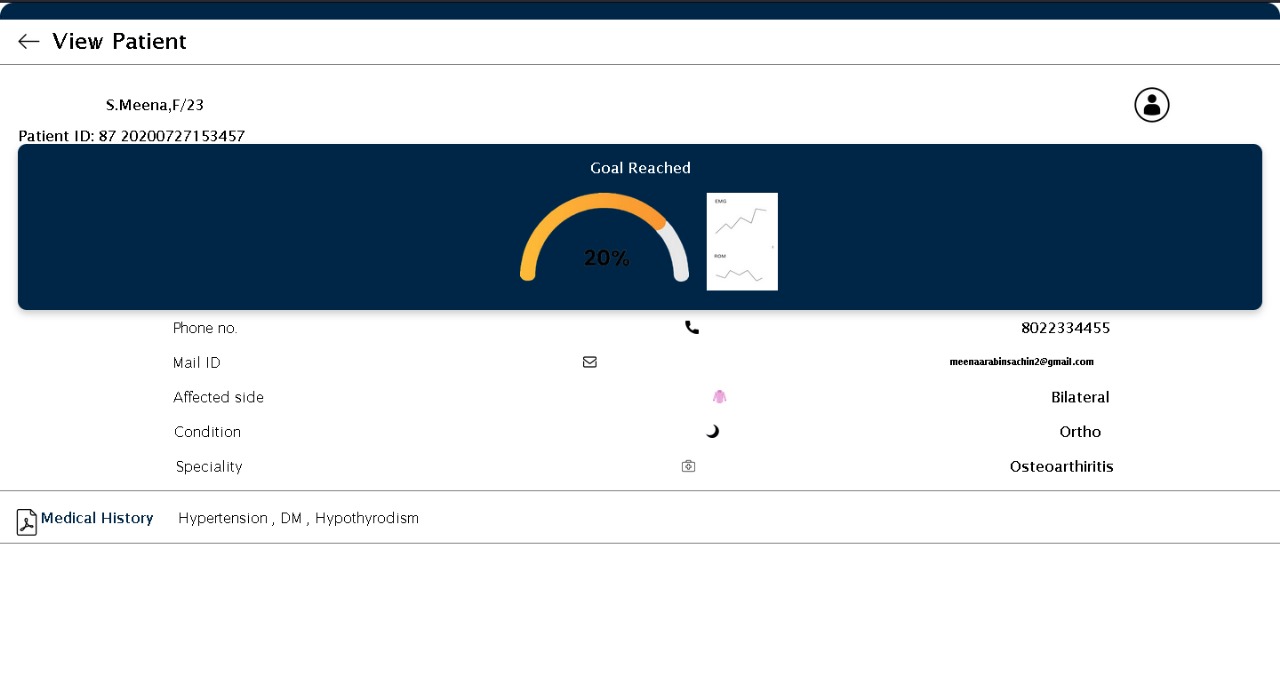 View Patient
S.Meena,F/23
Patient ID: 87 20200727153457
Goal Reached
20%
EMG
ROM
Phone no. 8022334455
Mail ID meenaarabinsachin2@gmail.com
Affected side Bilateral
Condition Ortho
Speciality Osteoarthiritis
Medical History Hypertension , DM , Hypothyrodism